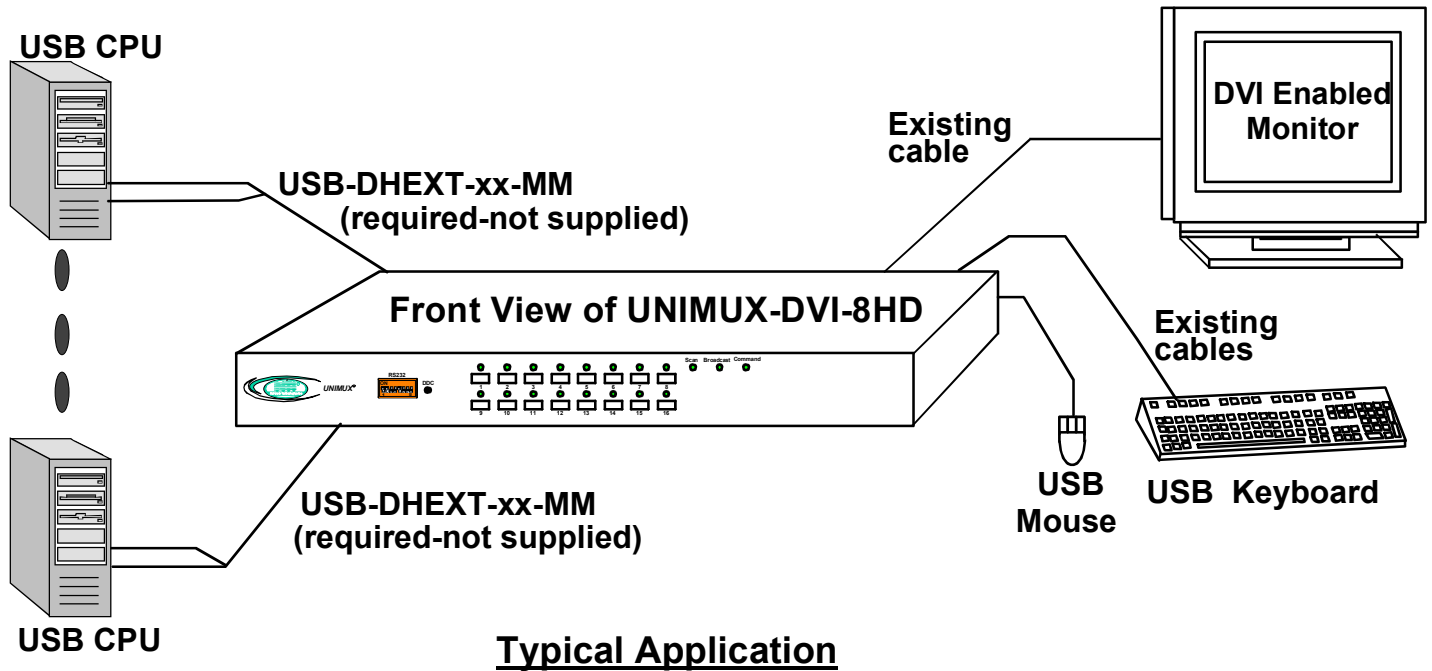 USB CPU
DVI Enabled
Monitor
Existing
cable
USB-DHEXT-xx-MM
(required-not supplied)
Front View of UNIMUX-DVI-8HD
Existing
cables
UNIMUX®
RS232
ON
DDC
Scan Broadcast Command
1 2 3 4 5 6 7 8
9 10 11 12 13 14 15 16
USB-DHEXT-xx-MM
(required-not supplied)
USB
Mouse
USB Keyboard
USB CPU
Typical Application